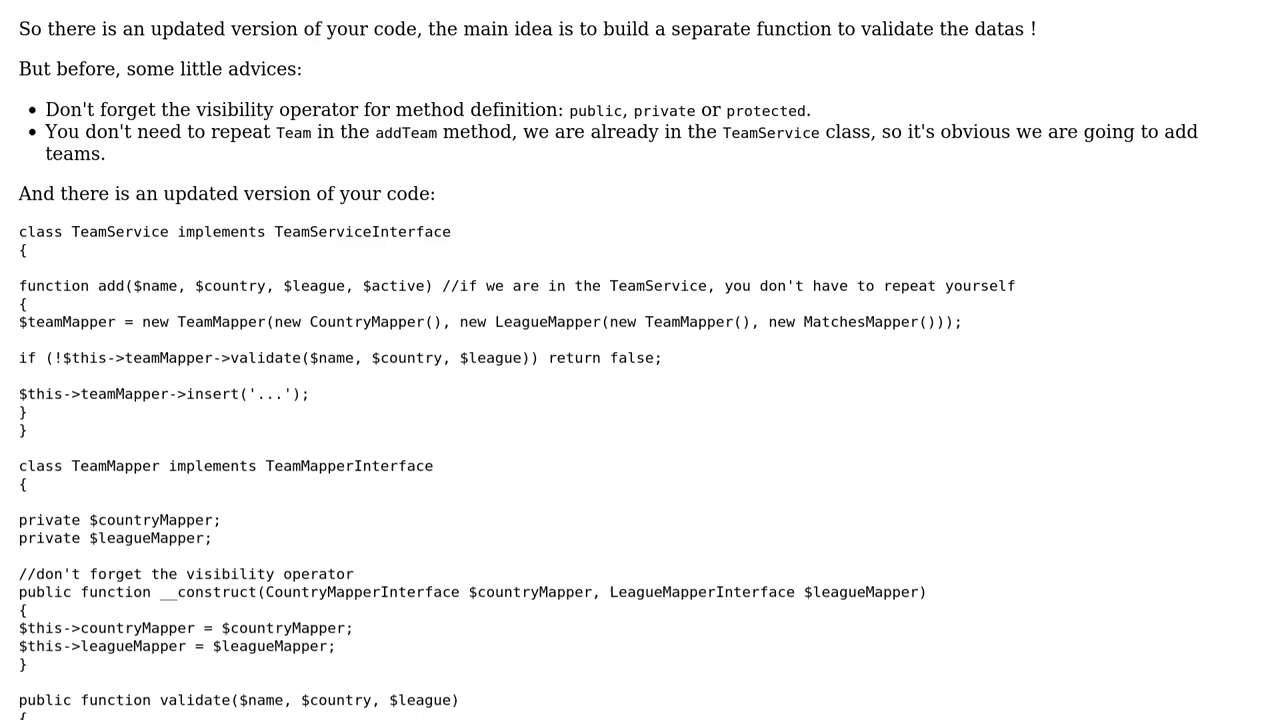 So there is an updated version of your code, the main idea is to build a separate function to validate the datas !
But before, some little advices:
• Don't forget the visibility operator for method definition: public, private or protected.
• You don't need to repeat Team in the addTeam method, we are already in the TeamService class, so it's obvious we are going to add
teams.
And there is an updated version of your code:
class TeamService implements TeamServiceInterface
{
function add($name, $country, $league, $active) //if we are in the TeamService, you don't have to repeat yourself
{
$teamMapper = new TeamMapper(new CountryMapper(), new LeagueMapper(new TeamMapper(), new MatchesMapper()));
if (!$this->teamMapper->validate($name, $country, $league)) return false;
$this->teamMapper->insert('...');
}
}
class TeamMapper implements TeamMapperInterface
{
private $countryMapper;
private $leagueMapper;
//don't forget the visibility operator
public function __construct(CountryMapperInterface $countryMapper, LeagueMapperInterface $leagueMapper)
{
$this->countryMapper = $countryMapper;
$this->leagueMapper = $leagueMapper;
}
public function validate($name, $country, $league)
{